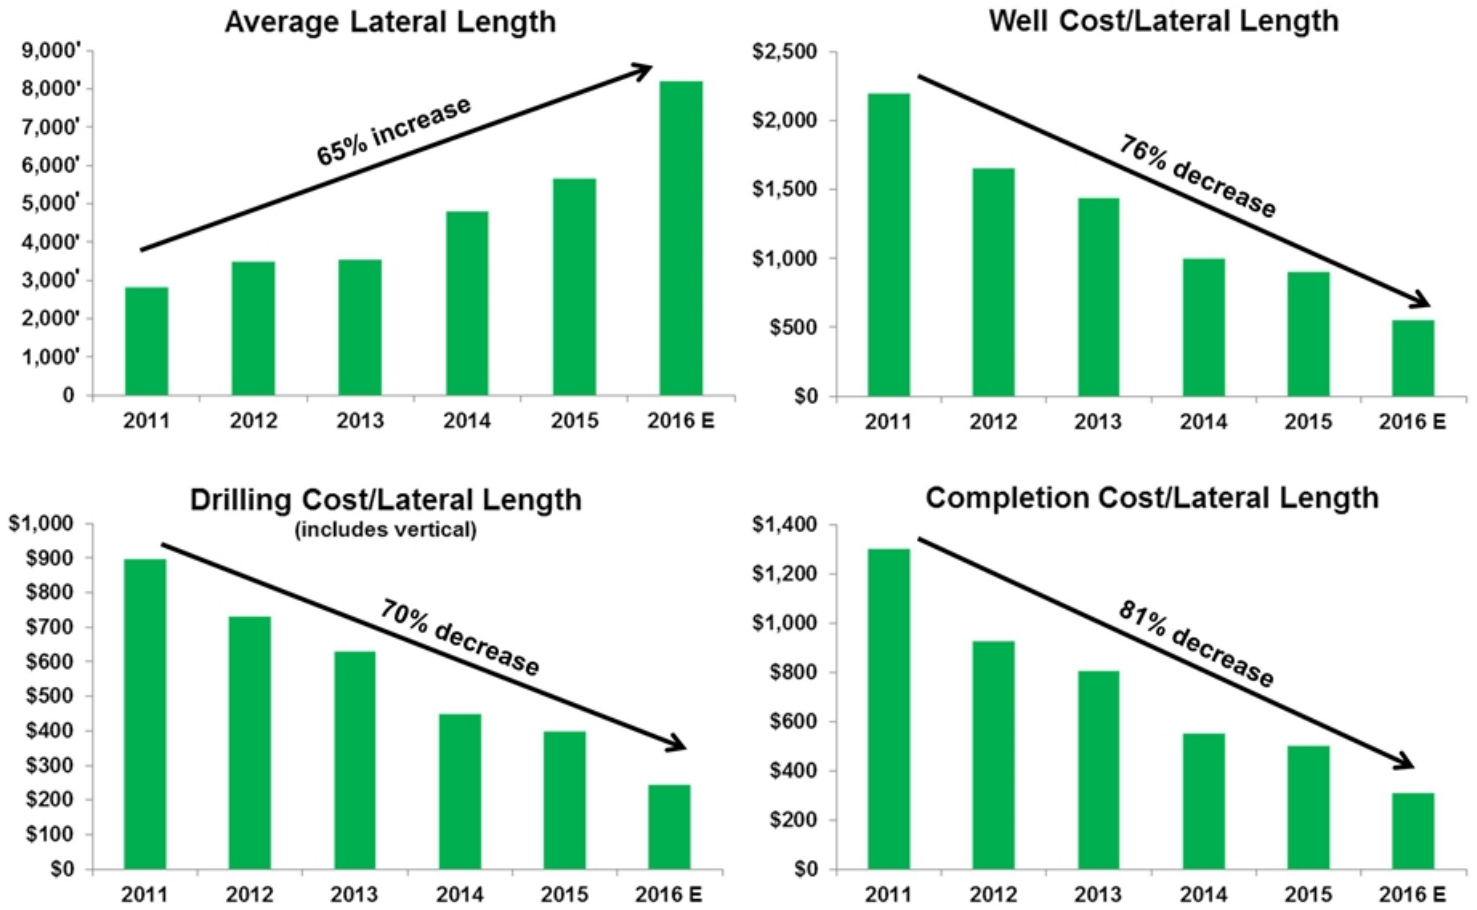 Average Lateral Length
9,000'
8,000'
7,000'
6,000'
5,000'
4,000'
3,000'
2,000'
1,000'
0
65% increase
2011 2012 2013 2014 2015 2016 E
Well Cost/Lateral Length
$2,500
$2,000
$1,500
$1,000
$500
$0
76% decrease
2011 2012 2013 2014 2015 2016 E
Drilling Cost/Lateral Length
(includes vertical)
$1,000
$900
$800
$700
$600
$500
$400
$300
$200
$100
$0
70% decrease
2011 2012 2013 2014 2015 2016 E
Completion Cost/Lateral Length
$1,400
$1,200
$1,000
$800
$600
$400
$200
$0
81% decrease
2011 2012 2013 2014 2015 2016 E